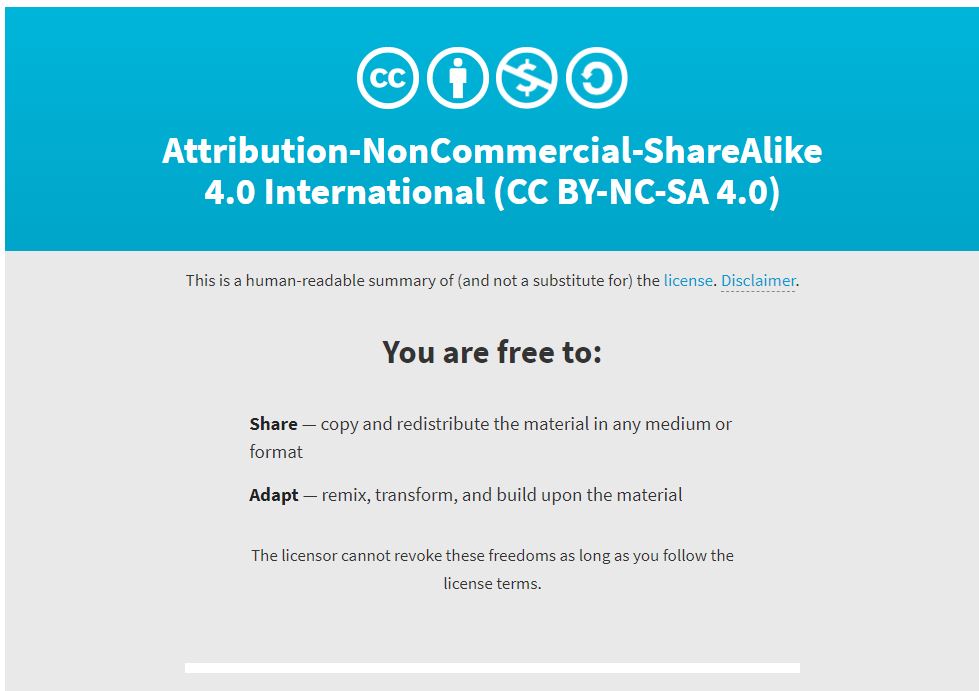 CC
Attribution-NonCommercial-ShareAlike
4.0 International (CC BY-NC-SA 4.0)
This is a human-readable summary of (and not a substitute for) the license. Disclaimer.
You are free to:
Share — copy and redistribute the material in any medium or
format
Adapt — remix, transform, and build upon the material
The licensor cannot revoke these freedoms as long as you follow the
license terms.